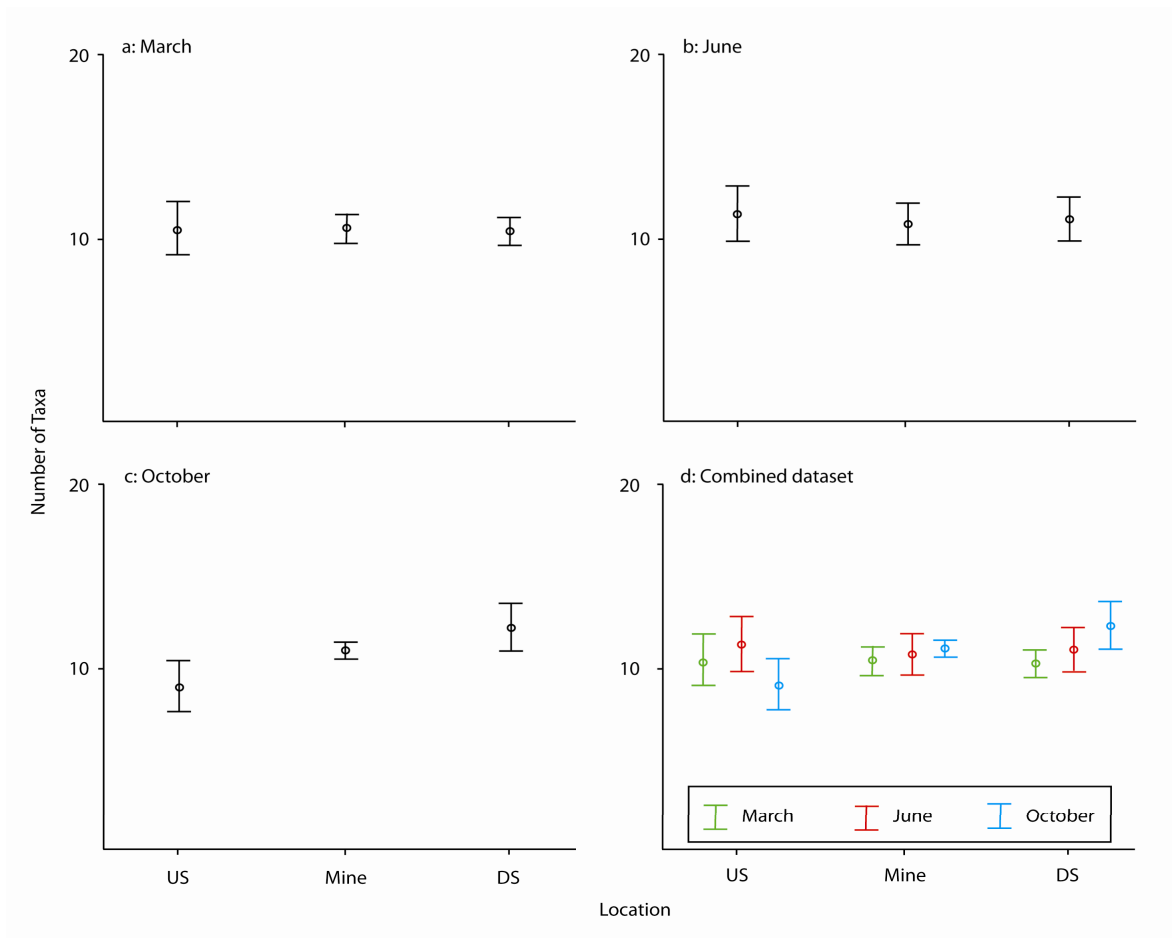 a: March
20
10
b: June
20
10
Number of Taxa
c: October
20
10
US
Mine
DS
d: Combined dataset
20
10
March
June
October
US
Mine
DS
Location